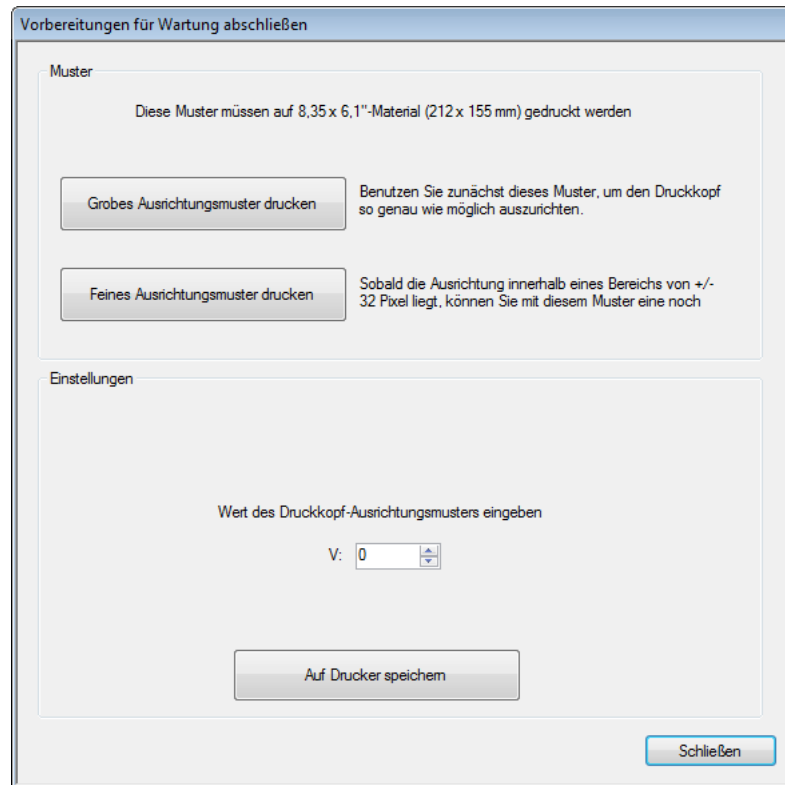 Vorbereitungen für Wartung abschließen
Muster
Diese Muster müssen auf 8,35 x 6,1"-Material (212 x 155 mm) gedruckt werden
Grobes Ausrichtungsmuster drucken
Benutzen Sie zunächst dieses Muster, um den Druckkopf
so genau wie möglich auszurichten.
Feines Ausrichtungsmuster drucken
Sobald die Ausrichtung innerhalb eines Bereichs von +/-
32 Pixel liegt, können Sie mit diesem Muster eine noch
Einstellungen
Wert des Druckkopf-Ausrichtungsmusters eingeben
V: 0
Auf Drucker speichern
Schließen